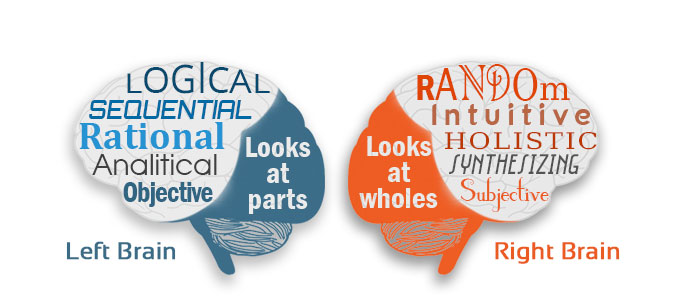 LOGICAL
SEQUENTIAL
Rational
Analitical
Objective
Looks
at
parts
Left Brain
RANDOm
Intuitive
HOLISTIC
SYNTHESIZING
Subjective
Looks
at
wholes
Right Brain